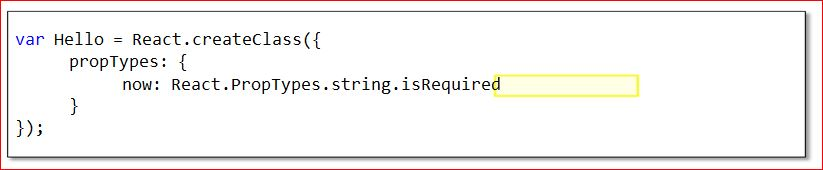 var Hello = React.createClass({
propTypes: {
now: React.PropTypes.string.isRequired
}
});